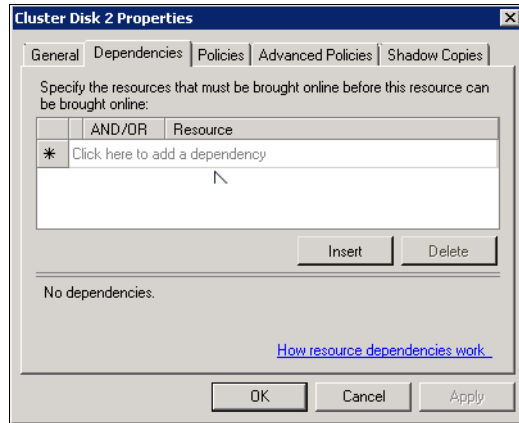 Cluster Disk 2 Properties
General Dependencies Policies Advanced Policies Shadow Copies
Specify the resources that must be brought online before this resource can
be brought online:
AND/OR Resource
* Click here to add a dependency
Insert Delete
No dependencies.
How resource dependencies work
OK Cancel Apply